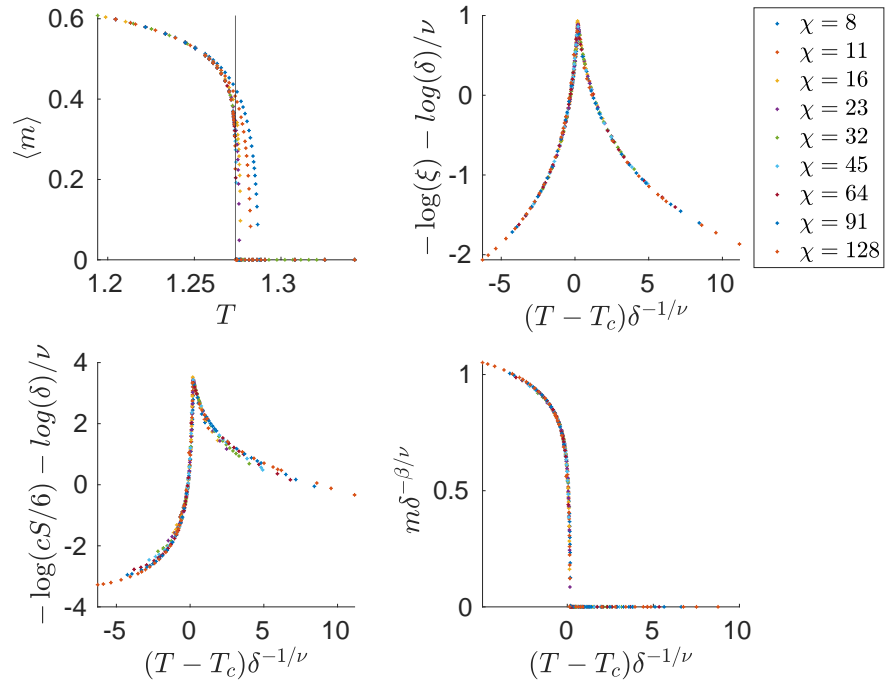 0.6
0.4
0.2
0
1.2
1.25
1.3
⟨m⟩
T
1
0
-1
-2
-5
0
5
10
− log(ξ) − log(δ)/ν
(T − T_c)δ^{−1/ν}
χ = 8
χ = 11
χ = 16
χ = 23
χ = 32
χ = 45
χ = 64
χ = 91
χ = 128
4
2
0
-2
-4
-5
0
5
10
− log(cS/6) − log(δ)/ν
(T − T_c)δ^{−1/ν}
1
0.5
0
0
5
10
mδ^{−β/ν}
(T − T_c)δ^{−1/ν}